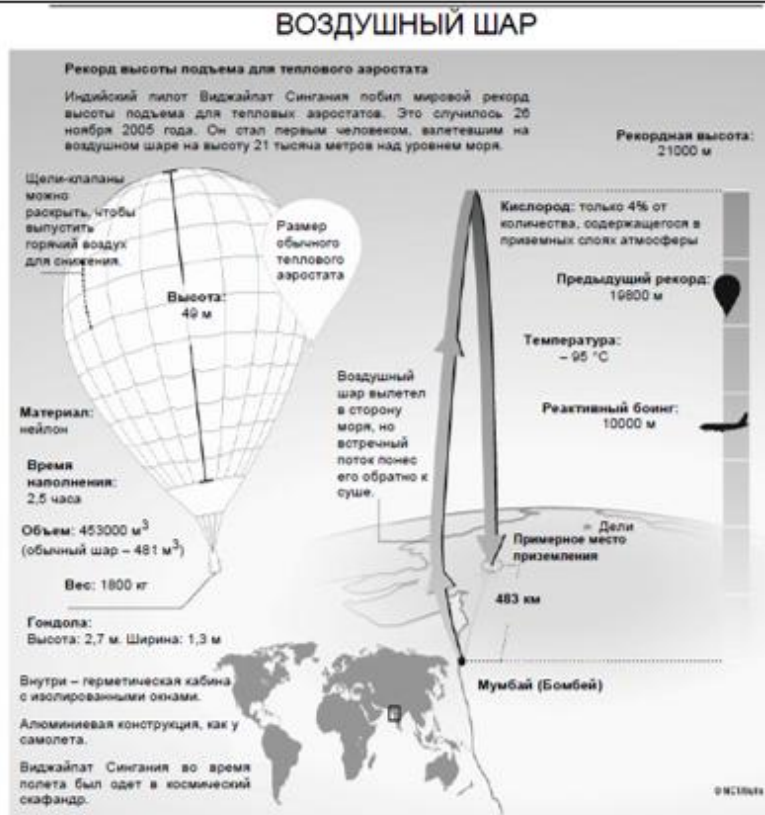 ВОЗДУШНЫЙ ШАР
Рекорд высоты подъема для теплового аэростата
Индийский пилот Виджайпат Сингания побил мировой рекорд
высоты подъема для тепловых аэростатов. Это случилось 26
ноября 2005 года. Он стал первым человеком, взлетевшим на
воздушном шаре на высоту 21 тысяча метров над уровнем моря.
Щели-клапаны
можно
раскрыть, чтобы
выпустить
горячий воздух
для снижения.
Высота:
49 м
Размер
обычного
теплового
аэростата
Материал:
нейлон
Время
наполнения:
2,5 часа
Объем: 453000 м³
(обычный шар – 481 м³)
Вес: 1800 кг
Гондола:
Высота: 2,7 м. Ширина: 1,3 м
Внутри – герметическая кабина
с изолированными окнами.
Алюминиевая конструкция, как у
самолета.
Виджайпат Сингания во время
полета был одет в космический
скафандр.
Воздушный
шар вылетел
в сторону
моря, но
встречный
поток понес
его обратно к
суше.
Рекордная высота:
21000 м
Кислород: только 4% от
количества, содержащегося в
приземных слоях атмосферы
Предыдущий рекорд:
19800 м
Температура:
– 95 °C
Реактивный боинг:
10000 м
Дели
Примерное место
приземления
483 км
Мумбай (Бомбей)